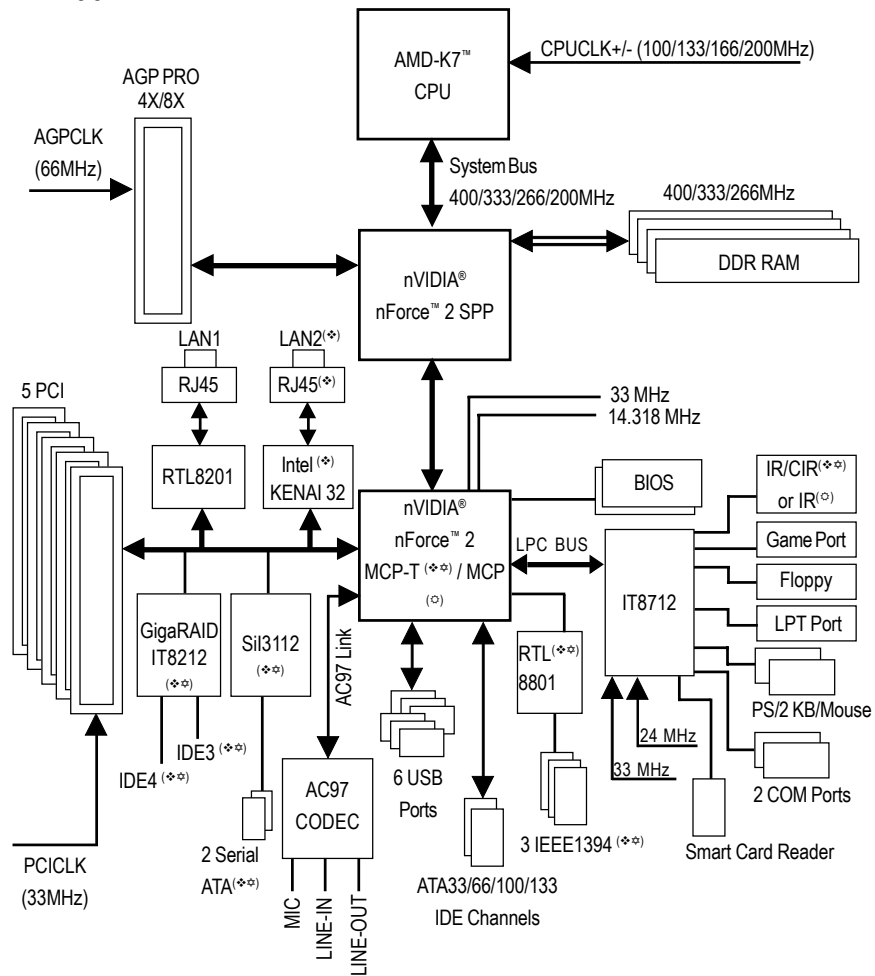 AMD-K7™
CPU
CPUCLK+/- (100/133/166/200MHz)
AGP PRO
4X/8X
AGPCLK
(66MHz)
System Bus
400/333/266/200MHz
400/333/266MHz
DDR RAM
nVIDIA®
nForce™ 2 SPP
LAN1
RJ45
LAN2(❖)
RJ45(❖)
33 MHz
14.318 MHz
5 PCI
RTL8201
Intel (❖)
KENAI 32
nVIDIA®
nForce™ 2
MCP-T (❖✡) / MCP
(✡)
BIOS
LPC BUS
IT8712
IR/CIR(❖✡)
or IR(✡)
Game Port
Floppy
LPT Port
PS/2 KB/Mouse
2 COM Ports
Smart Card Reader
24 MHz
33 MHz
GigaRAID
IT8212
(❖✡)
SiI3112
(❖✡)
AC97 Link
RTL(❖✡)
8801
IDE3 (❖✡)
IDE4 (❖✡)
AC97
CODEC
6 USB
Ports
3 IEEE1394 (❖✡)
2 Serial
ATA(❖✡)
ATA33/66/100/133
IDE Channels
MIC
LINE-IN
LINE-OUT
PCICLK
(33MHz)